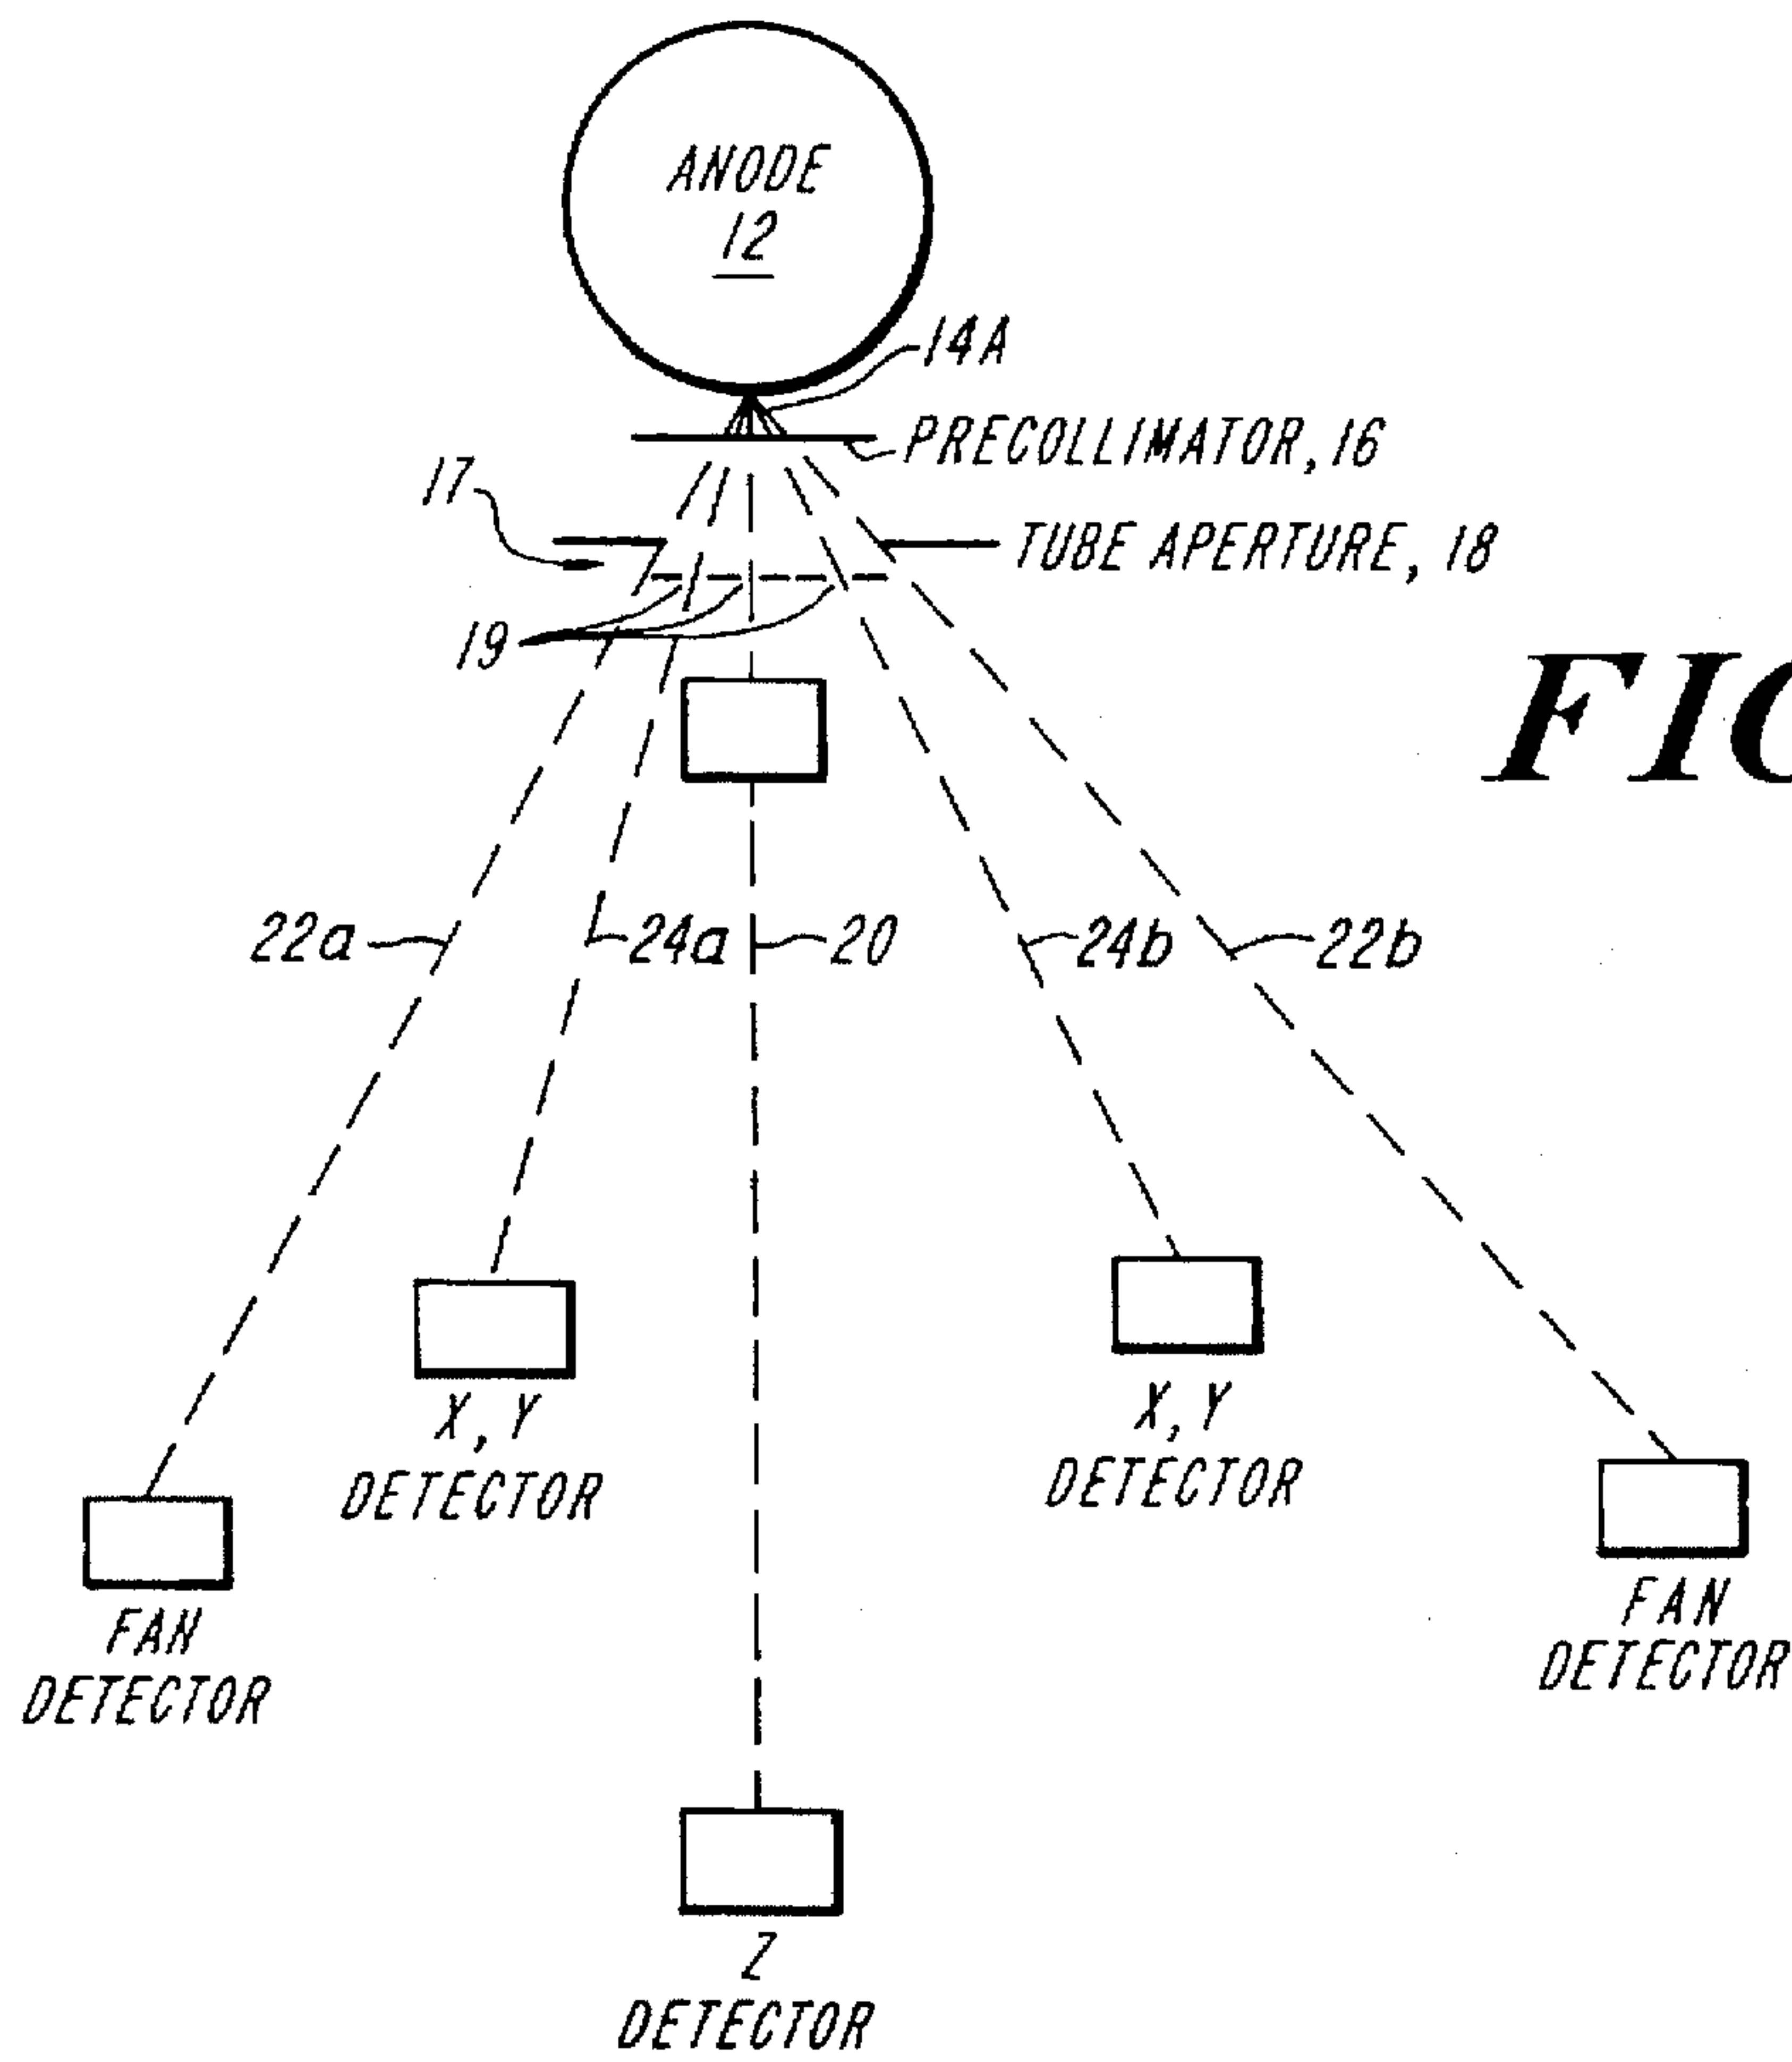 ANODE
12
14A
PRECOLLIMATOR, 16
17
TUBE APERTURE, 18
19
FIG
22a
24a
20
24b
22b
X, Y
DETECTOR
X, Y
DETECTOR
FAN
DETECTOR
FAN
DETECTOR
Z
DETECTOR